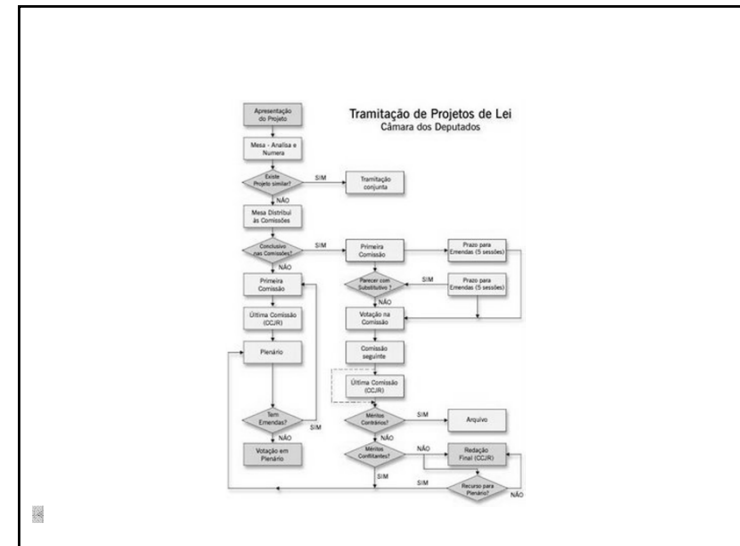 Tramitação de Projetos de Lei
Câmara dos Deputados
Apresentação
do Projeto
Mesa - Analisa e
Numera
Existe
Projeto similar?
SIM
Tramitação
conjunta
NÃO
Mesa Distribui
às Comissões
Conclusivo
nas Comissões?
SIM
Primeira
Comissão
Prazo para
Emendas (5 sessões)
NÃO
Primeira
Comissão
Parecer com
Substitutivo ?
SIM
Prazo para
Emendas (5 sessões)
NÃO
Última Comissão
(CCJR)
Votação na
Comissão
Plenário
Comissão
seguinte
Última Comissão
(CCJR)
Tem
Emendas?
SIM
Méritos
Contrários?
SIM
Arquivo
NÃO
NÃO
Votação em
Plenário
Méritos
Conflitantes?
NÃO
Redação
Final (CCJR)
SIM
SIM
Recurso para
Plenário?
NÃO